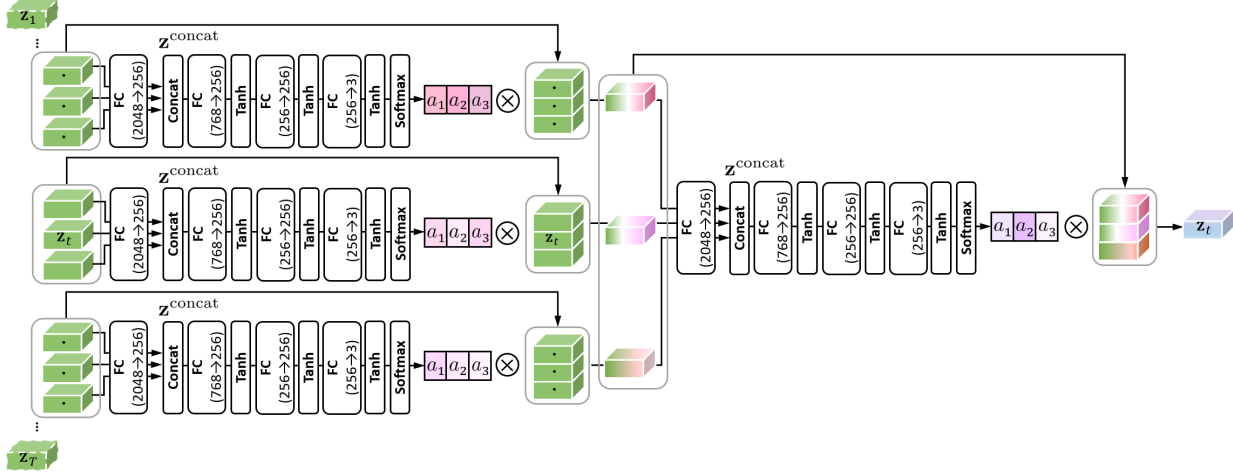 z₁
...
z^concat
FC
(2048→256)
Concat
FC
(768→256)
Tanh
FC
(256→256)
Tanh
FC
(256→3)
Tanh
Softmax
a₁ a₂ a₃
⊗
z^concat
z_t
FC
(2048→256)
Concat
FC
(768→256)
Tanh
FC
(256→256)
Tanh
FC
(256→3)
Tanh
Softmax
a₁ a₂ a₃
⊗
z_t
z^concat
FC
(2048→256)
Concat
FC
(768→256)
Tanh
FC
(256→256)
Tanh
FC
(256→3)
Tanh
Softmax
a₁ a₂ a₃
⊗
...
z_T
z^concat
FC
(2048→256)
Concat
FC
(768→256)
Tanh
FC
(256→256)
Tanh
FC
(256→3)
Tanh
Softmax
a₁ a₂ a₃
⊗
z_t